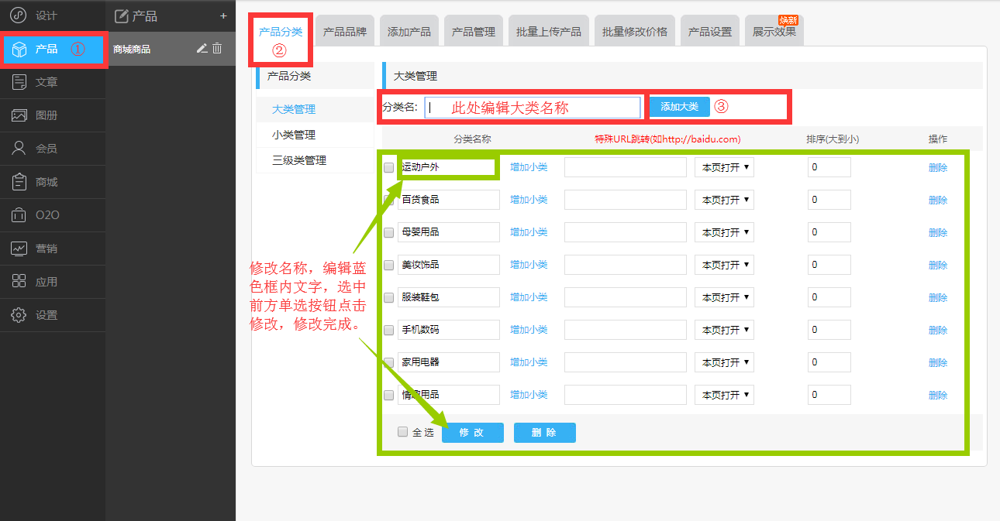 设计
产品 ①
文章
图册
会员
商城
O2O
营销
应用
设置
产品 +
商城商品
产品分类 ②
产品品牌
添加产品
产品管理
批量上传产品
批量修改价格
产品设置
展示效果
焕新
产品分类
大类管理
小类管理
三级类管理
大类管理
分类名: 此处编辑大类名称 添加大类 ③
分类名称 特殊URL跳转(如http://baidu.com) 排序(大到小) 操作
运动户外 增加小类 本页打开 ▼ 0 删除
百货食品 增加小类 本页打开 ▼ 0 删除
母婴用品 增加小类 本页打开 ▼ 0 删除
美妆饰品 增加小类 本页打开 ▼ 0 删除
服装鞋包 增加小类 本页打开 ▼ 0 删除
手机数码 增加小类 本页打开 ▼ 0 删除
家用电器 增加小类 本页打开 ▼ 0 删除
情趣用品 增加小类 本页打开 ▼ 0 删除
全选 修改 删除
修改名称，编辑蓝
色框内文字，选中
前方单选按钮点击
修改，修改完成。